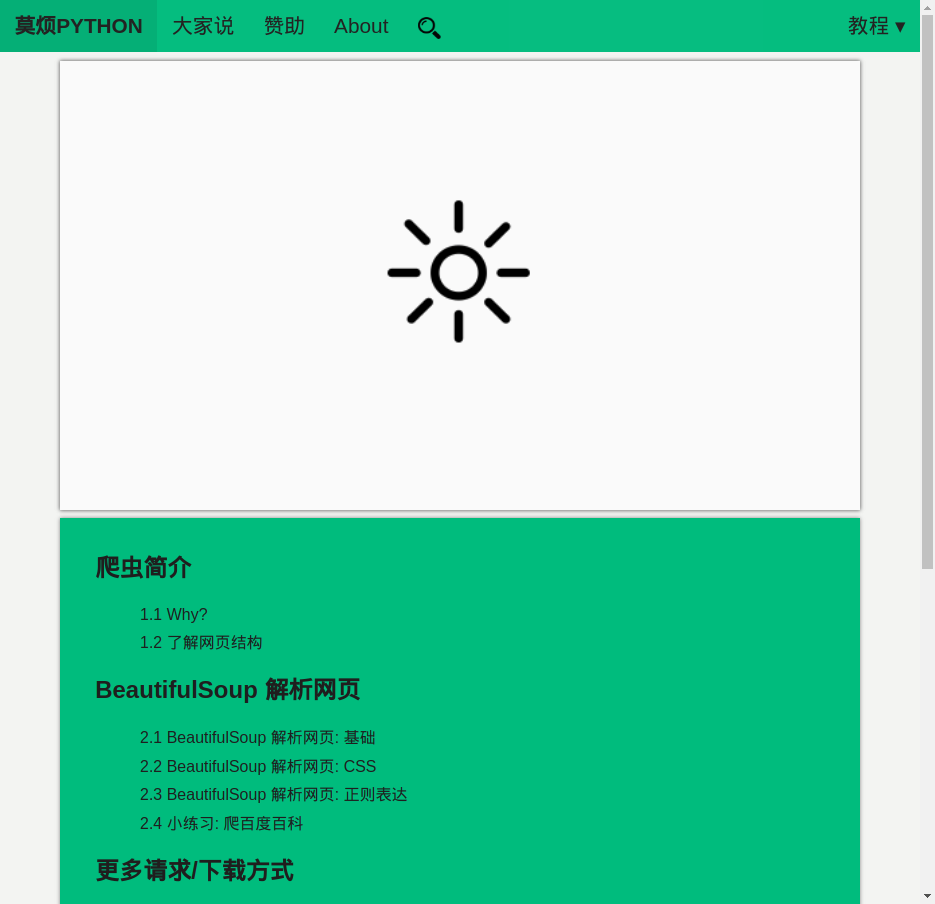 莫烦PYTHON 大家说 赞助 About 教程 ▾
爬虫简介
1.1 Why?
1.2 了解网页结构
BeautifulSoup 解析网页
2.1 BeautifulSoup 解析网页: 基础
2.2 BeautifulSoup 解析网页: CSS
2.3 BeautifulSoup 解析网页: 正则表达
2.4 小练习: 爬百度百科
更多请求/下载方式